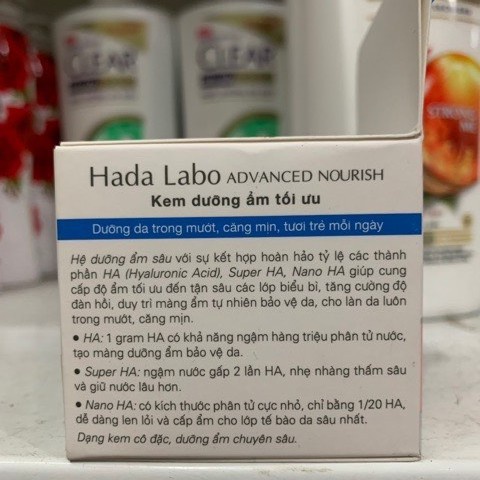 CLEAR
STRONG
Hada Labo ADVANCED NOURISH
Kem dưỡng ẩm tối ưu
Dưỡng da trong mướt, căng mịn, tươi trẻ mỗi ngày
Hệ dưỡng ẩm sâu với sự kết hợp hoàn hảo tỷ lệ các thành
phần HA (Hyaluronic Acid), Super HA, Nano HA giúp cung
cấp độ ẩm tối ưu đến tận sâu các lớp biểu bì, tăng cường độ
đàn hồi, duy trì màng ẩm tự nhiên bảo vệ da, cho làn da luôn
trong mướt, căng mịn.
• HA: 1 gram HA có khả năng ngậm hàng triệu phân tử nước,
tạo màng dưỡng ẩm bảo vệ da.
• Super HA: ngậm nước gấp 2 lần HA, nhẹ nhàng thấm sâu
và giữ nước lâu hơn.
• Nano HA: có kích thước phân tử cực nhỏ, chỉ bằng 1/20 HA,
dễ dàng len lỏi và cấp ẩm cho lớp tế bào da sâu nhất.
Dạng kem cô đặc, dưỡng ẩm chuyên sâu.